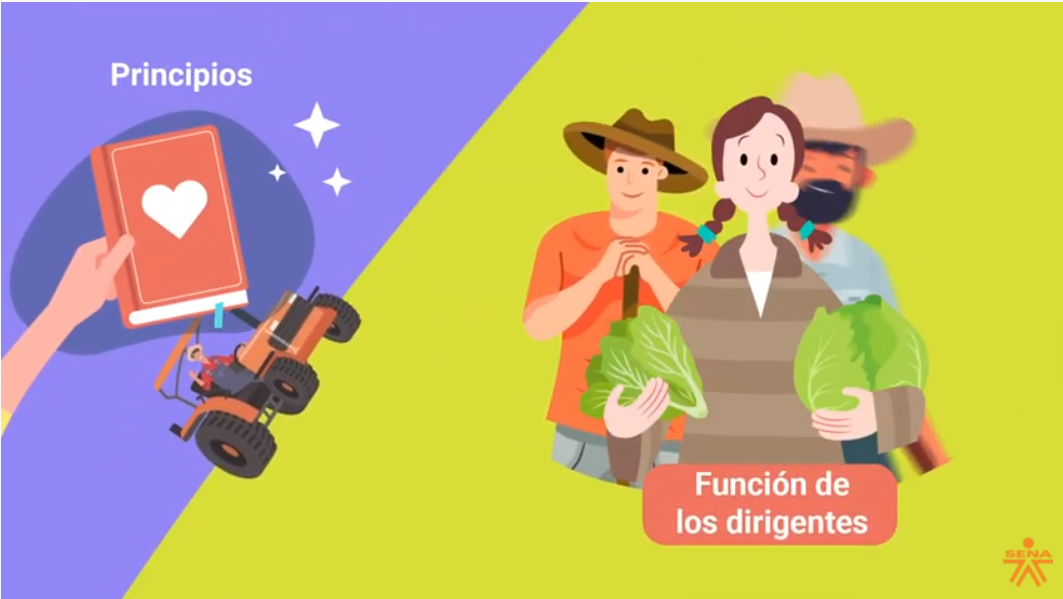 Principios
Función de
los dirigentes
SENA